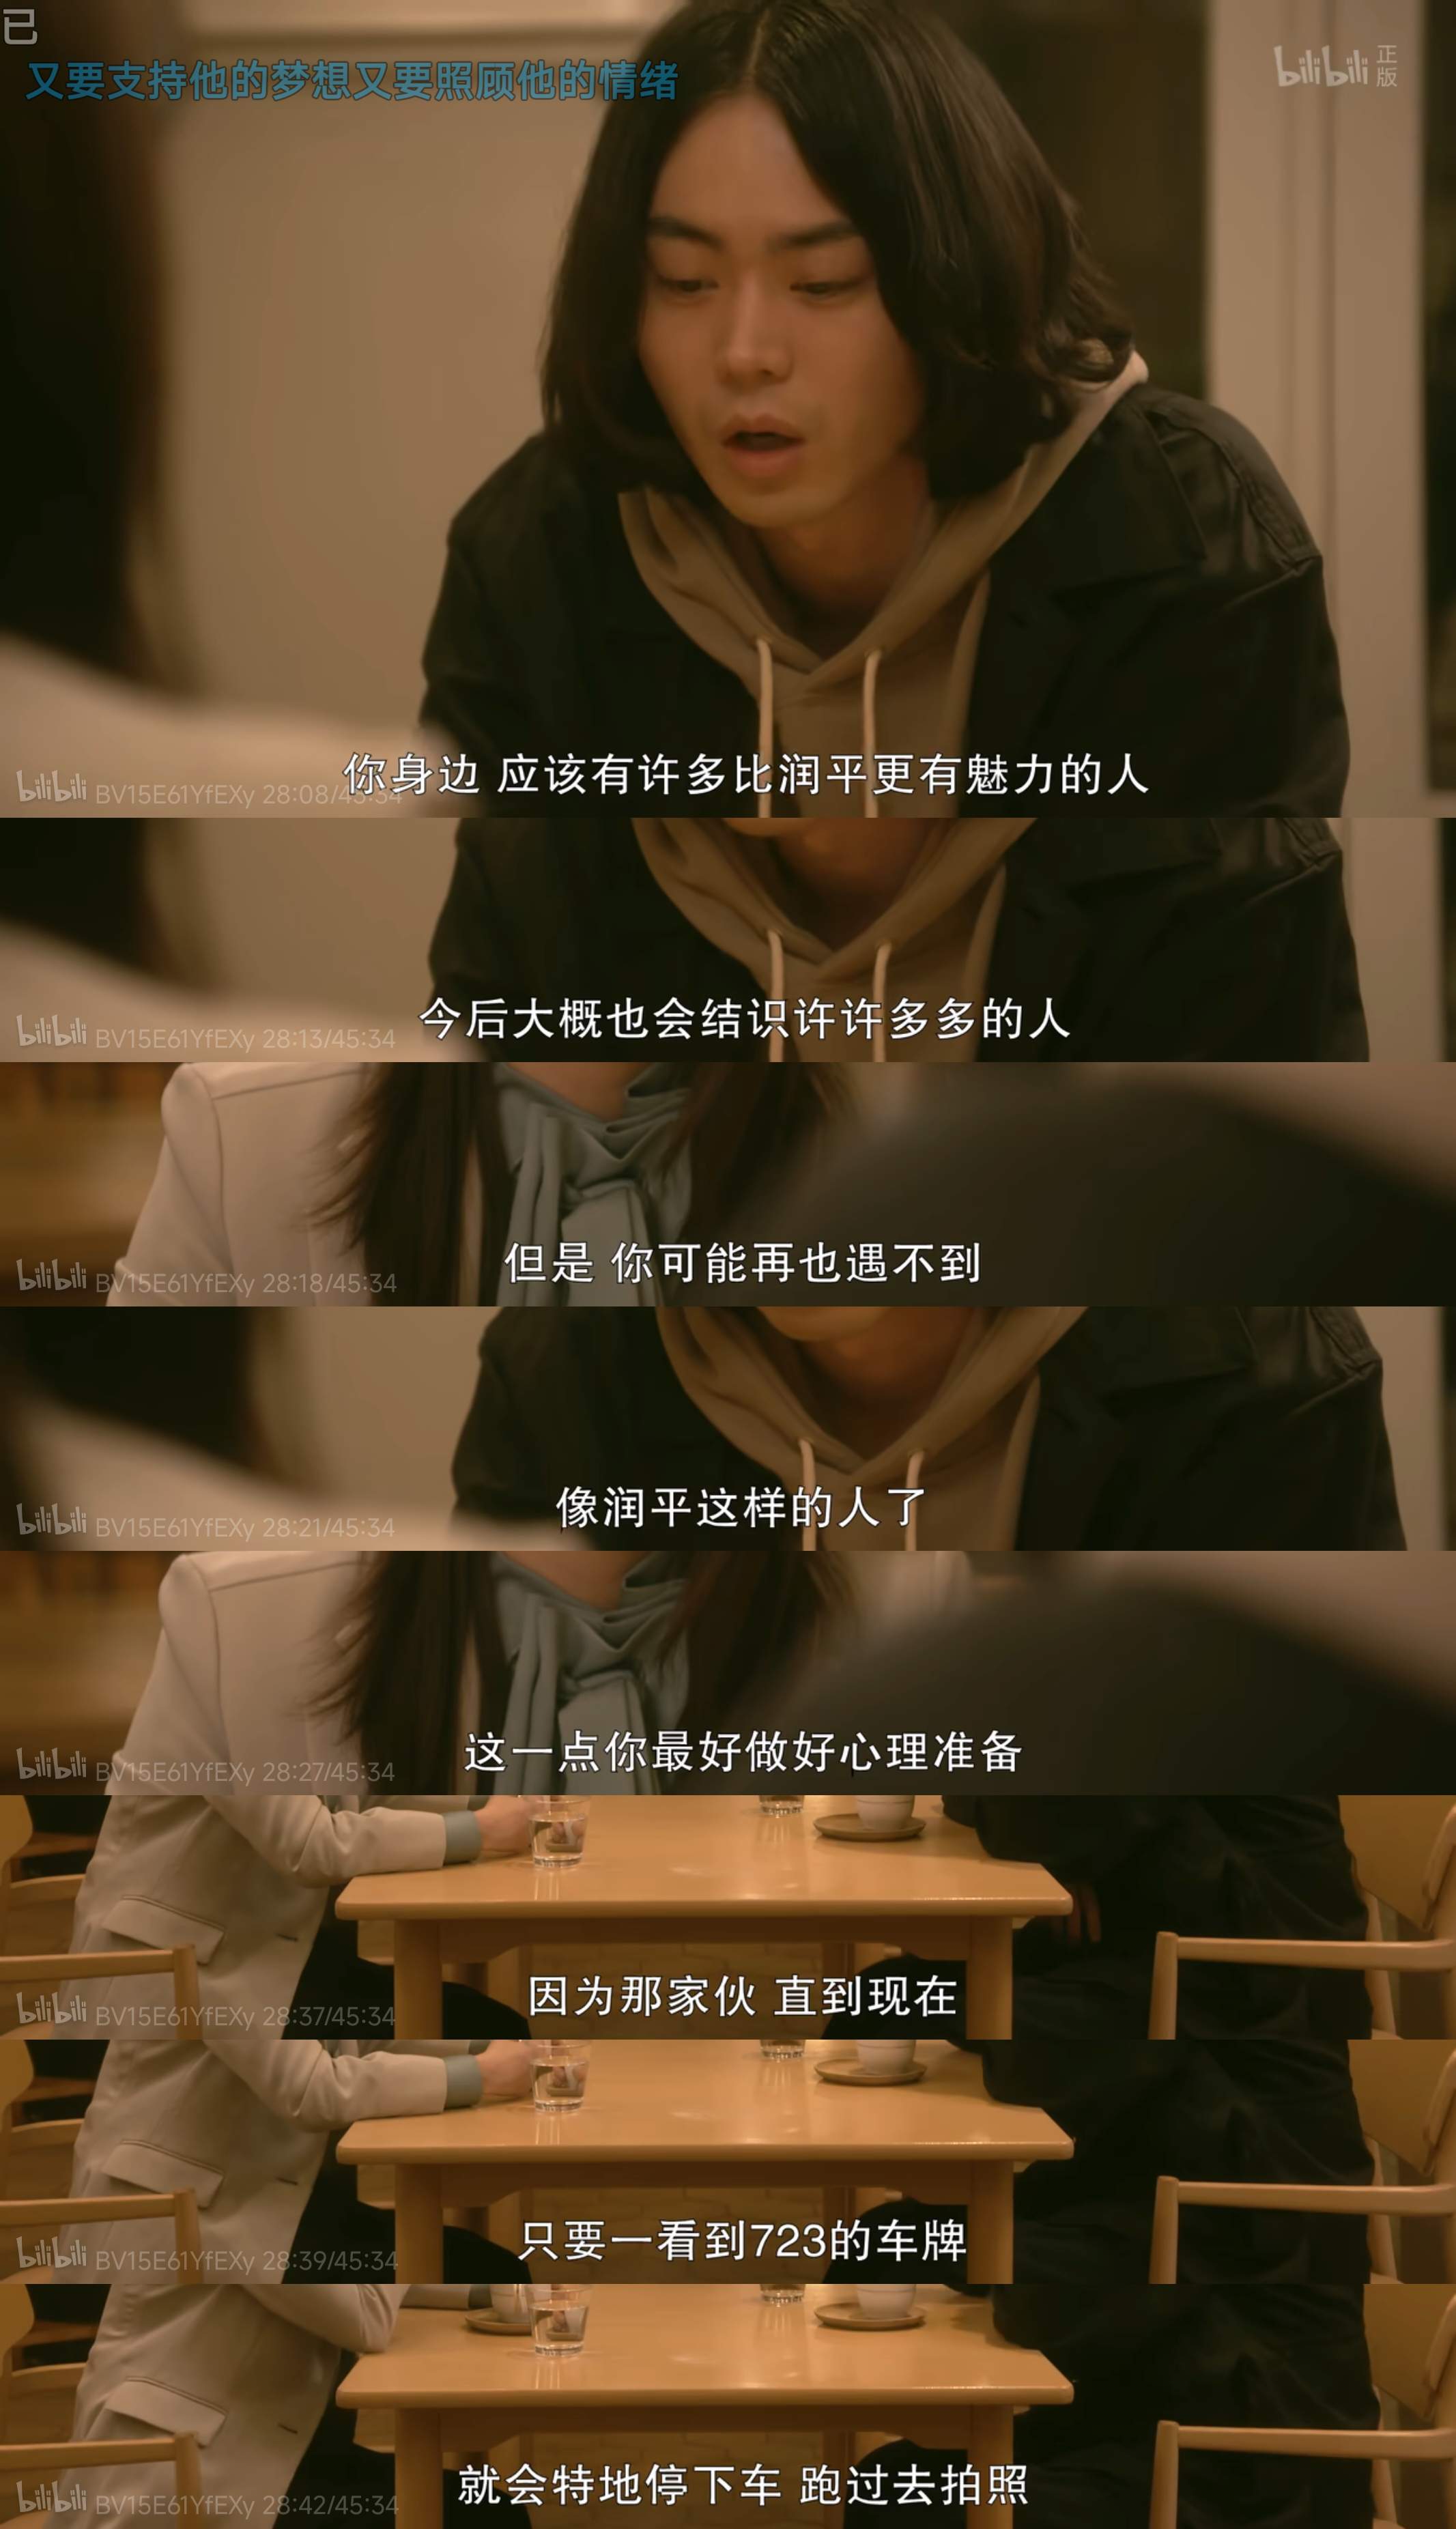 已
又要支持他的梦想又要照顾他的情绪
bilibili 正版
你身边 应该有许多比润平更有魅力的人
bilibili BV15E61YfEXy 28:08/45:34
今后大概也会结识许许多多的人
bilibili BV15E61YfEXy 28:13/45:34
但是 你可能再也遇不到
bilibili BV15E61YfEXy 28:18/45:34
像润平这样的人了
bilibili BV15E61YfEXy 28:21/45:34
这一点你最好做好心理准备
bilibili BV15E61YfEXy 28:27/45:34
因为那家伙 直到现在
bilibili BV15E61YfEXy 28:37/45:34
只要一看到723的车牌
bilibili BV15E61YfEXy 28:39/45:34
就会特地停下车 跑过去拍照
bilibili BV15E61YfEXy 28:42/45:34